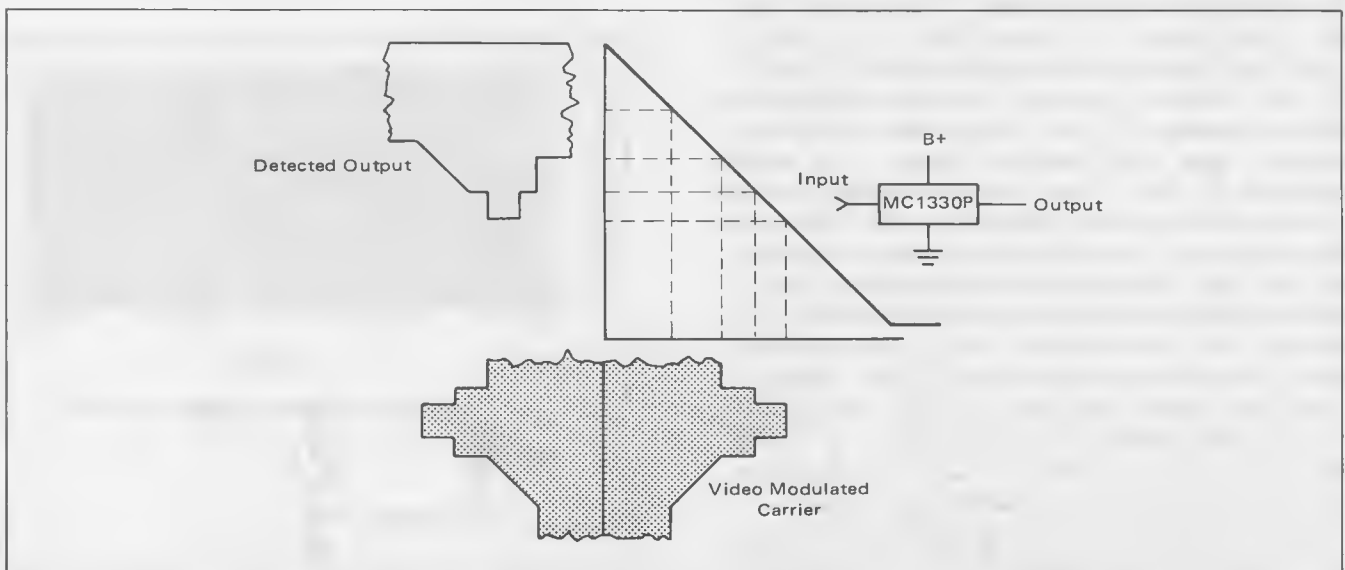 Detected Output
B+
Input
MC1330P
Output
Video Modulated
Carrier